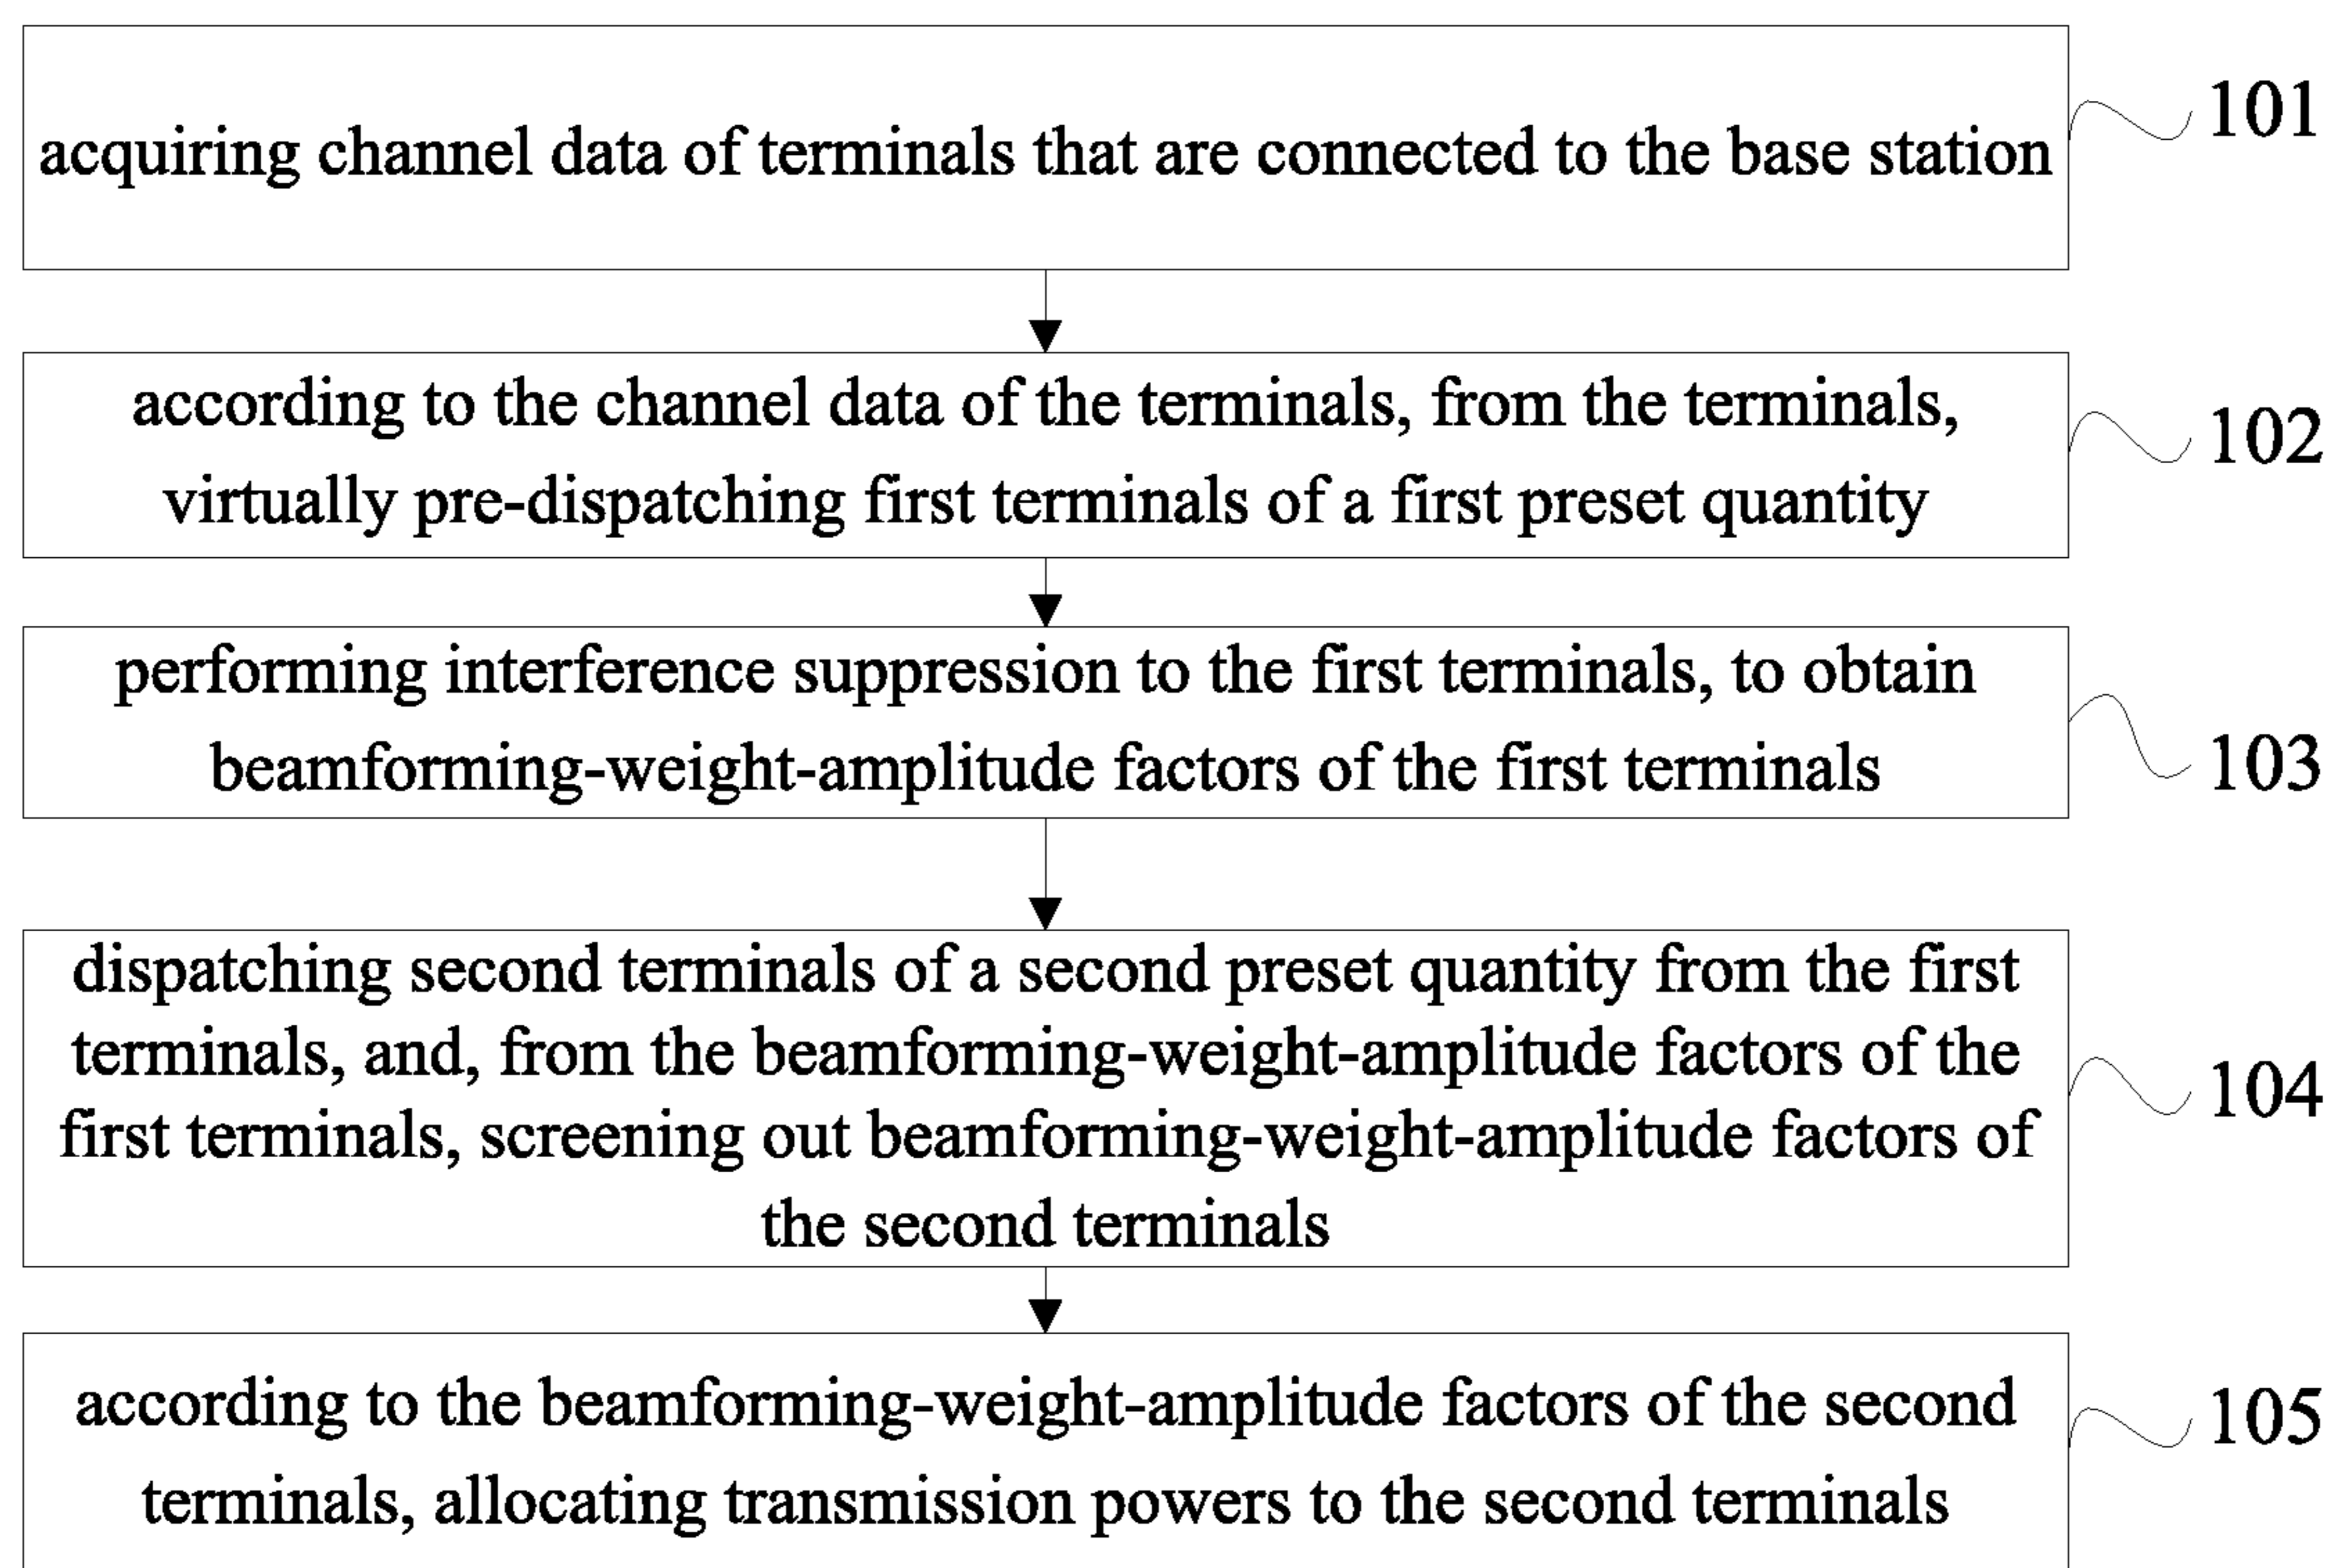 acquiring channel data of terminals that are connected to the base station
101
according to the channel data of the terminals, from the terminals,
virtually pre-dispatching first terminals of a first preset quantity
102
performing interference suppression to the first terminals, to obtain
beamforming-weight-amplitude factors of the first terminals
103
dispatching second terminals of a second preset quantity from the first
terminals, and, from the beamforming-weight-amplitude factors of the
first terminals, screening out beamforming-weight-amplitude factors of
the second terminals
104
according to the beamforming-weight-amplitude factors of the second
terminals, allocating transmission powers to the second terminals
105